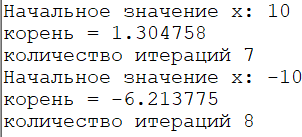 Начальное значение x: 10
корень = 1.304758
количество итераций 7
Начальное значение x: -10
корень = -6.213775
количество итераций 8